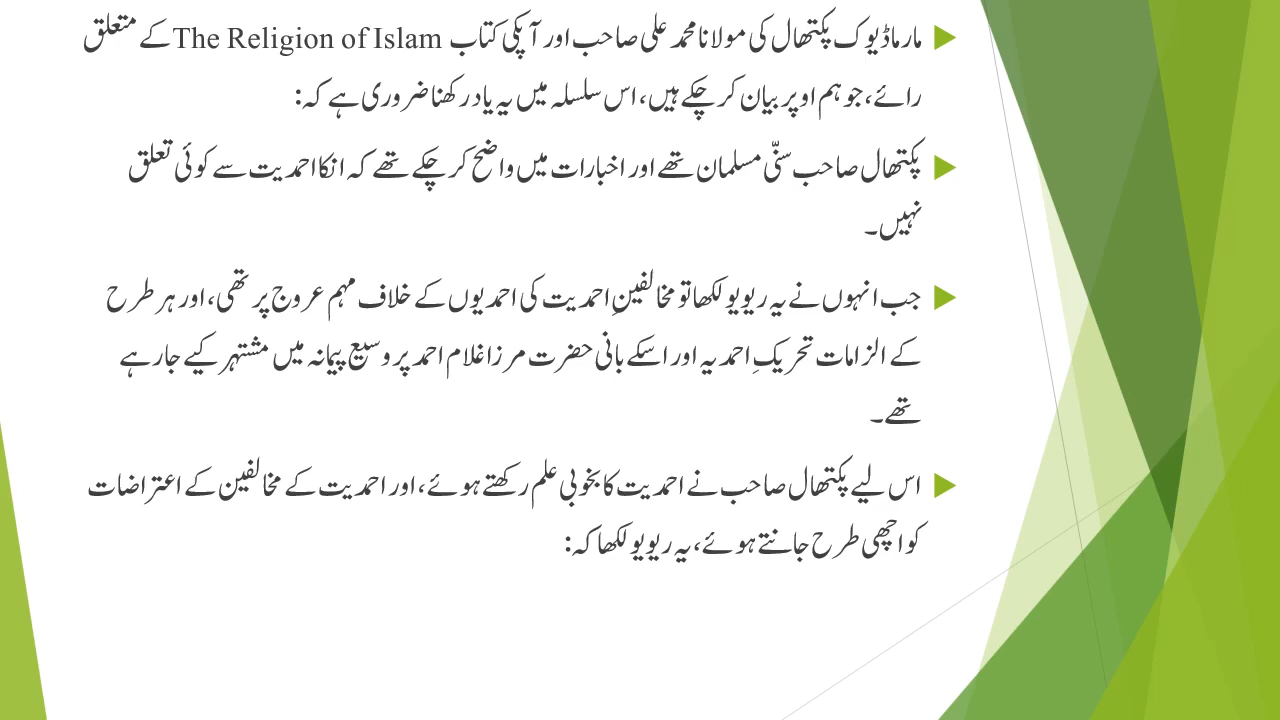 مارماڈیوک پکتھال کی مولانا محمد علی صاحب اور آپکی کتاب The Religion of Islam کے متعلق
رائے، جو ہم اوپر بیان کر چکے ہیں، اس سلسلہ میں یہ یاد رکھنا ضروری ہے کہ:
پکتھال صاحب سنّی مسلمان تھے اور اخبارات میں واضح کر چکے تھے کہ انکا احمدیت سے کوئی تعلق
نہیں۔
جب انہوں نے یہ ریویو لکھا تو مخالفینِ احمدیت کی احمدیوں کے خلاف مہم عروج پر تھی، اور ہر طرح
کے الزامات تحریکِ احمدیہ اور اسکے بانی حضرت مرزا غلام احمد پر وسیع پیمانہ میں مشتہر کیے جا رہے
تھے۔
اس لیے پکتھال صاحب نے احمدیت کا بخوبی علم رکھتے ہوئے، اور احمدیت کے مخالفین کے اعتراضات
کو اچھی طرح جانتے ہوئے، یہ ریویو لکھا کہ: